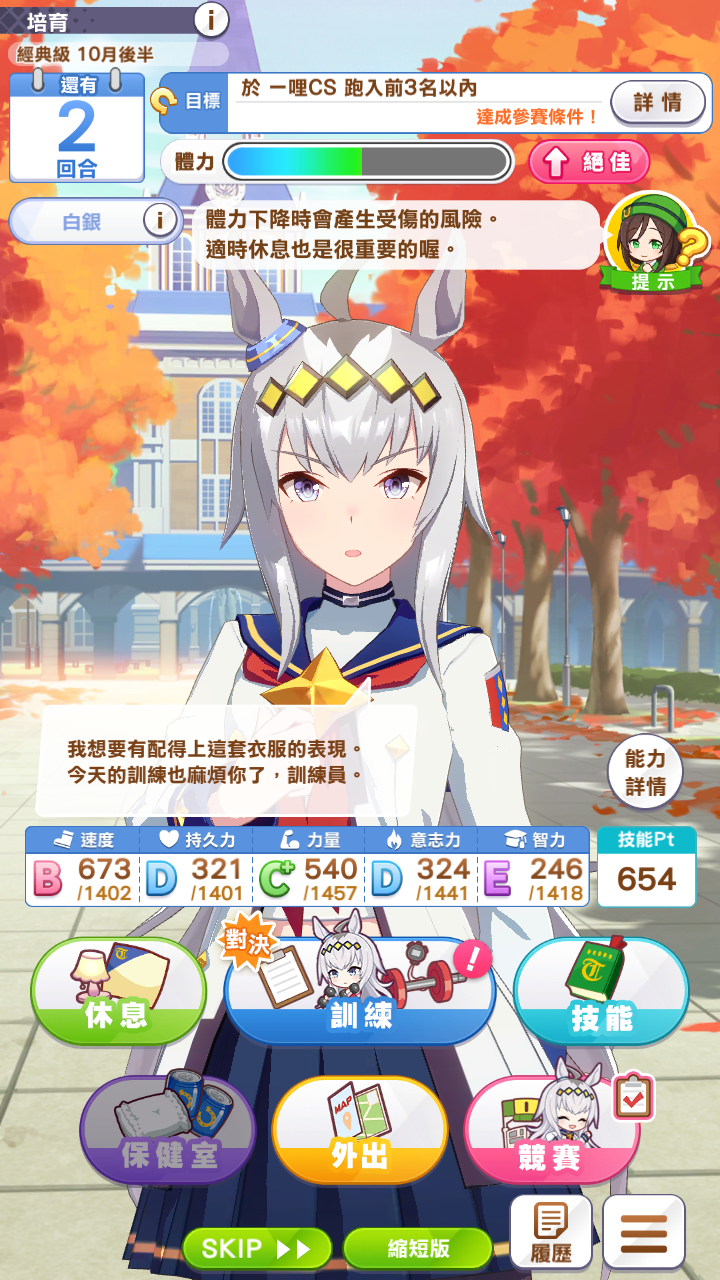 培育
i
經典級 10月後半
還有
2
回合
目標
於 一哩CS 跑入前3名以內
達成參賽條件！
詳情
體力
絕佳
白銀
i
體力下降時會產生受傷的風險。
適時休息也是很重要的喔。
提示
我想要有配得上這套衣服的表現。
今天的訓練也麻煩你了，訓練員。
能力
詳情
速度 持久力 力量 意志力 智力 技能Pt
B 673 D 321 C+ 540 D 324 E 246 654
/1402 /1401 /1457 /1441 /1418
對決
休息
訓練
技能
保健室
MAP
外出
競賽
SKIP
縮短版
履歷